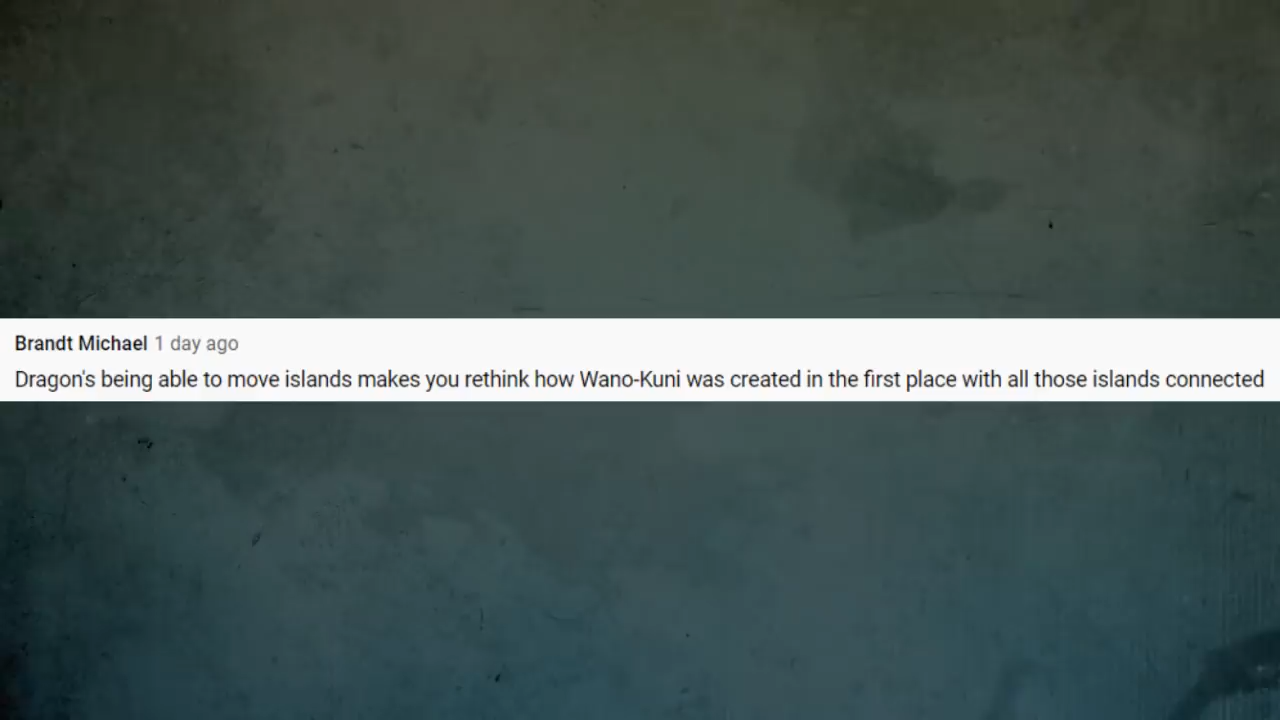 Brandt Michael 1 day ago
Dragon's being able to move islands makes you rethink how Wano-Kuni was created in the first place with all those islands connected